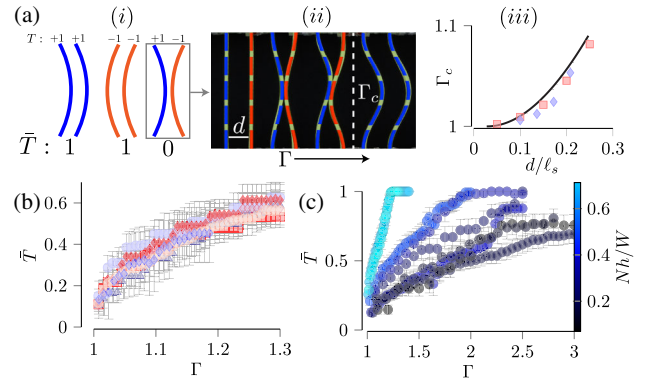 (a) (i) (ii) (iii)
T : +1 +1 −1 −1 +1 −1
T̄ : 1 1 0
d
Γ
Γc
Γc
1.1
1
0 0.1 0.2 0.3
d/ℓs
(b)
T̄
0.6
0.4
0.2
0
1 1.1 1.2 1.3
Γ
(c)
T̄
1
0.5
0
1 1.5 2 2.5 3
Γ
0.6
0.4
0.2
Nh/W